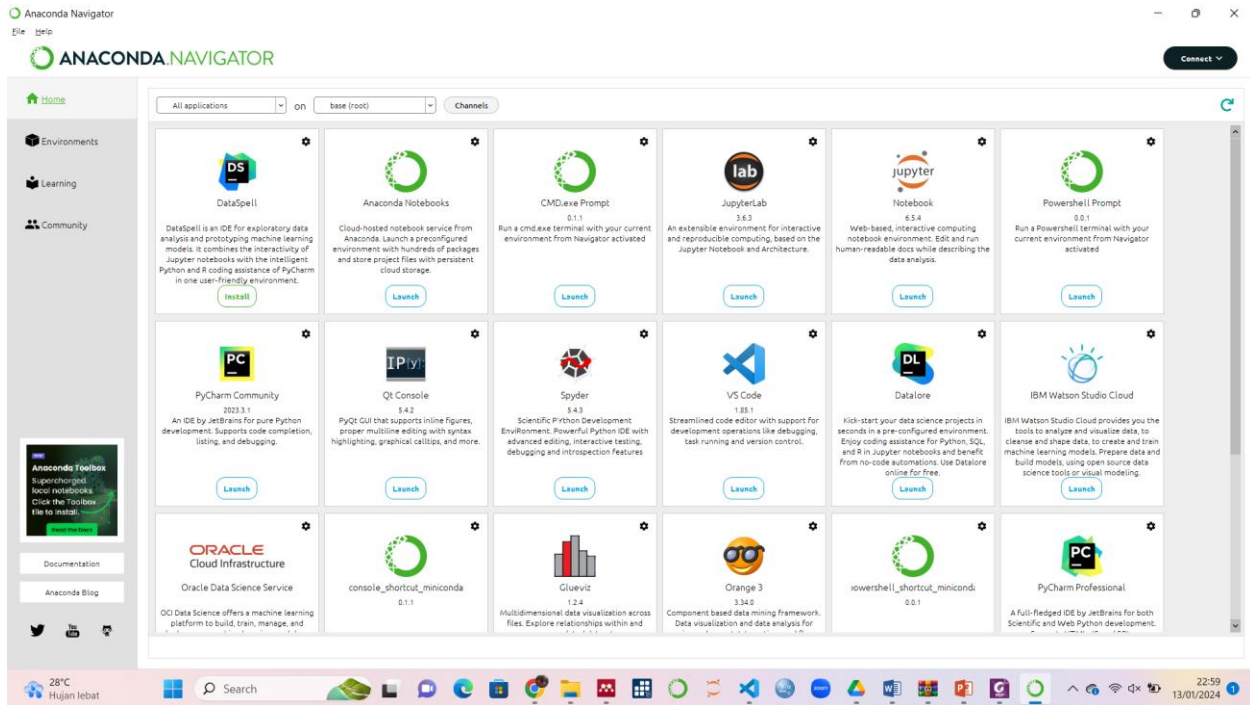 Anaconda Navigator
File Help
ANACONDA.NAVIGATOR
Connect
Home
Environments
Learning
Community
All applications on base (root) Channels
DS
DataSpell
DataSpell is an IDE for exploratory data
analysis and prototyping machine learning
models. It combines the interactivity of
Jupyter notebooks with the intelligent
Python and R coding assistance of PyCharm
in one user-friendly environment.
Install
Anaconda Notebooks
Cloud-hosted notebook service from
Anaconda. Launch a preconfigured
environment with hundreds of packages
and store project files with persistent
cloud storage.
Launch
CMD.exe Prompt
0.1.1
Run a cmd.exe terminal with your current
environment from Navigator activated
Launch
lab
JupyterLab
3.6.3
An extensible environment for interactive
and reproducible computing, based on the
Jupyter Notebook and Architecture.
Launch
jupyter
Notebook
6.5.4
Web-based, interactive computing
notebook environment. Edit and run
human-readable docs while describing the
data analysis.
Launch
Powershell Prompt
0.0.1
Run a Powershell terminal with your
current environment from Navigator
activated
Launch
PC
PyCharm Community
2023.3.1
An IDE by JetBrains for pure Python
development. Supports code completion,
listing, and debugging.
Launch
IP[y]:
Qt Console
5.4.2
PyQt GUI that supports inline figures,
proper multiline editing with syntax
highlighting, graphical calltips, and more.
Launch
Spyder
5.4.3
Scientific PYthon Development
EnviRonment. Powerful Python IDE with
advanced editing, interactive testing,
debugging and introspection features
Launch
VS Code
1.85.1
Streamlined code editor with support for
development operations like debugging,
task running and version control.
Launch
DL
Datalore
Kick-start your data science projects in
seconds in a pre-configured environment.
Enjoy coding assistance for Python, SQL,
and R in Jupyter notebooks and benefit
from no-code automations. Use Datalore
online for free.
Launch
IBM Watson Studio Cloud
IBM Watson Studio Cloud provides you the
tools to analyze and visualize data, to
cleanse and shape data, to create and train
machine learning models. Prepare data and
build models, using open source data
science tools or visual modeling.
Launch
ORACLE
Cloud Infrastructure
Oracle Data Science Service
OCI Data Science offers a machine learning
platform to build, train, manage, and
console_shortcut_miniconda
0.1.1
Glueviz
1.2.4
Multidimensional data visualization across
files. Explore relationships within and
Orange 3
3.34.0
Component based data mining framework.
Data visualization and data analysis for
powershell_shortcut_miniconda
0.0.1
PC
PyCharm Professional
A full-fledged IDE by JetBrains for both
Scientific and Web Python development.
Anaconda Toolbox
Supercharged
local notebooks.
Click the Toolbox
tile to install.
Read the Docs
Documentation
Anaconda Blog
You
Tube
28°C
Hujan lebat
Search
zoom
22:59
13/01/2024
1